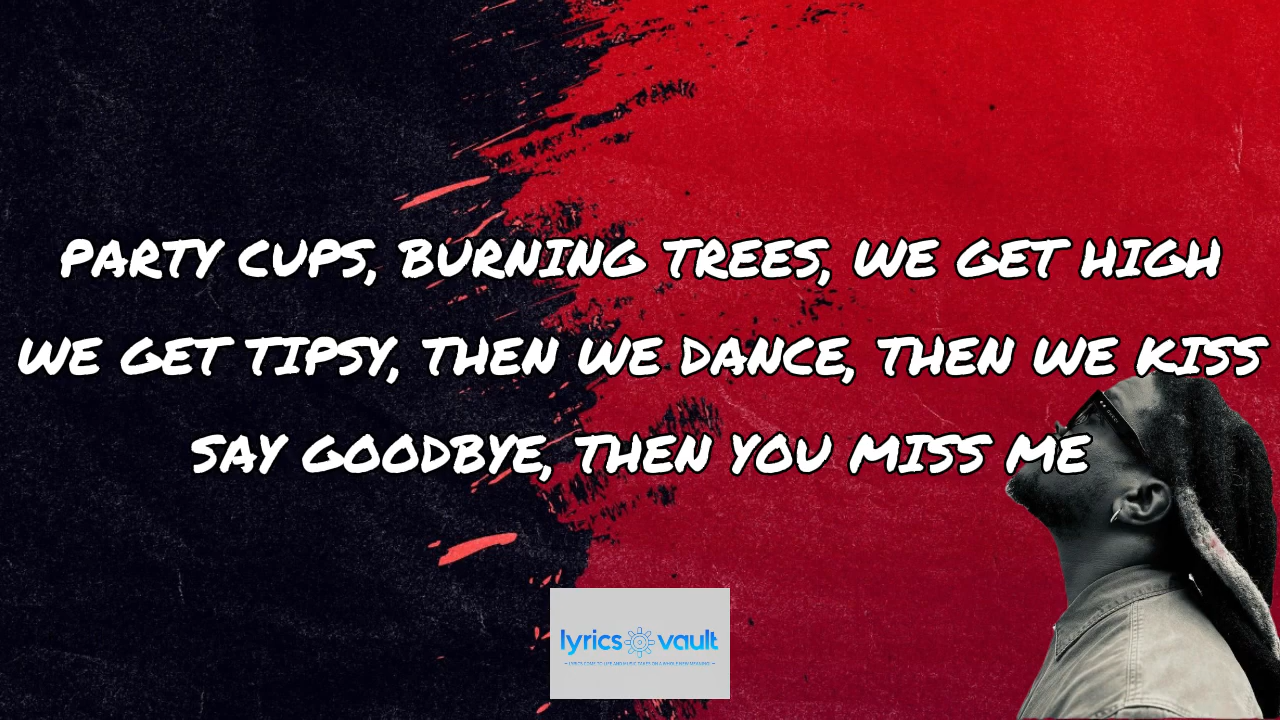 PARTY CUPS, BURNING TREES, WE GET HIGH
WE GET TIPSY, THEN WE DANCE, THEN WE KISS
SAY GOODBYE, THEN YOU MISS ME
lyrics vault